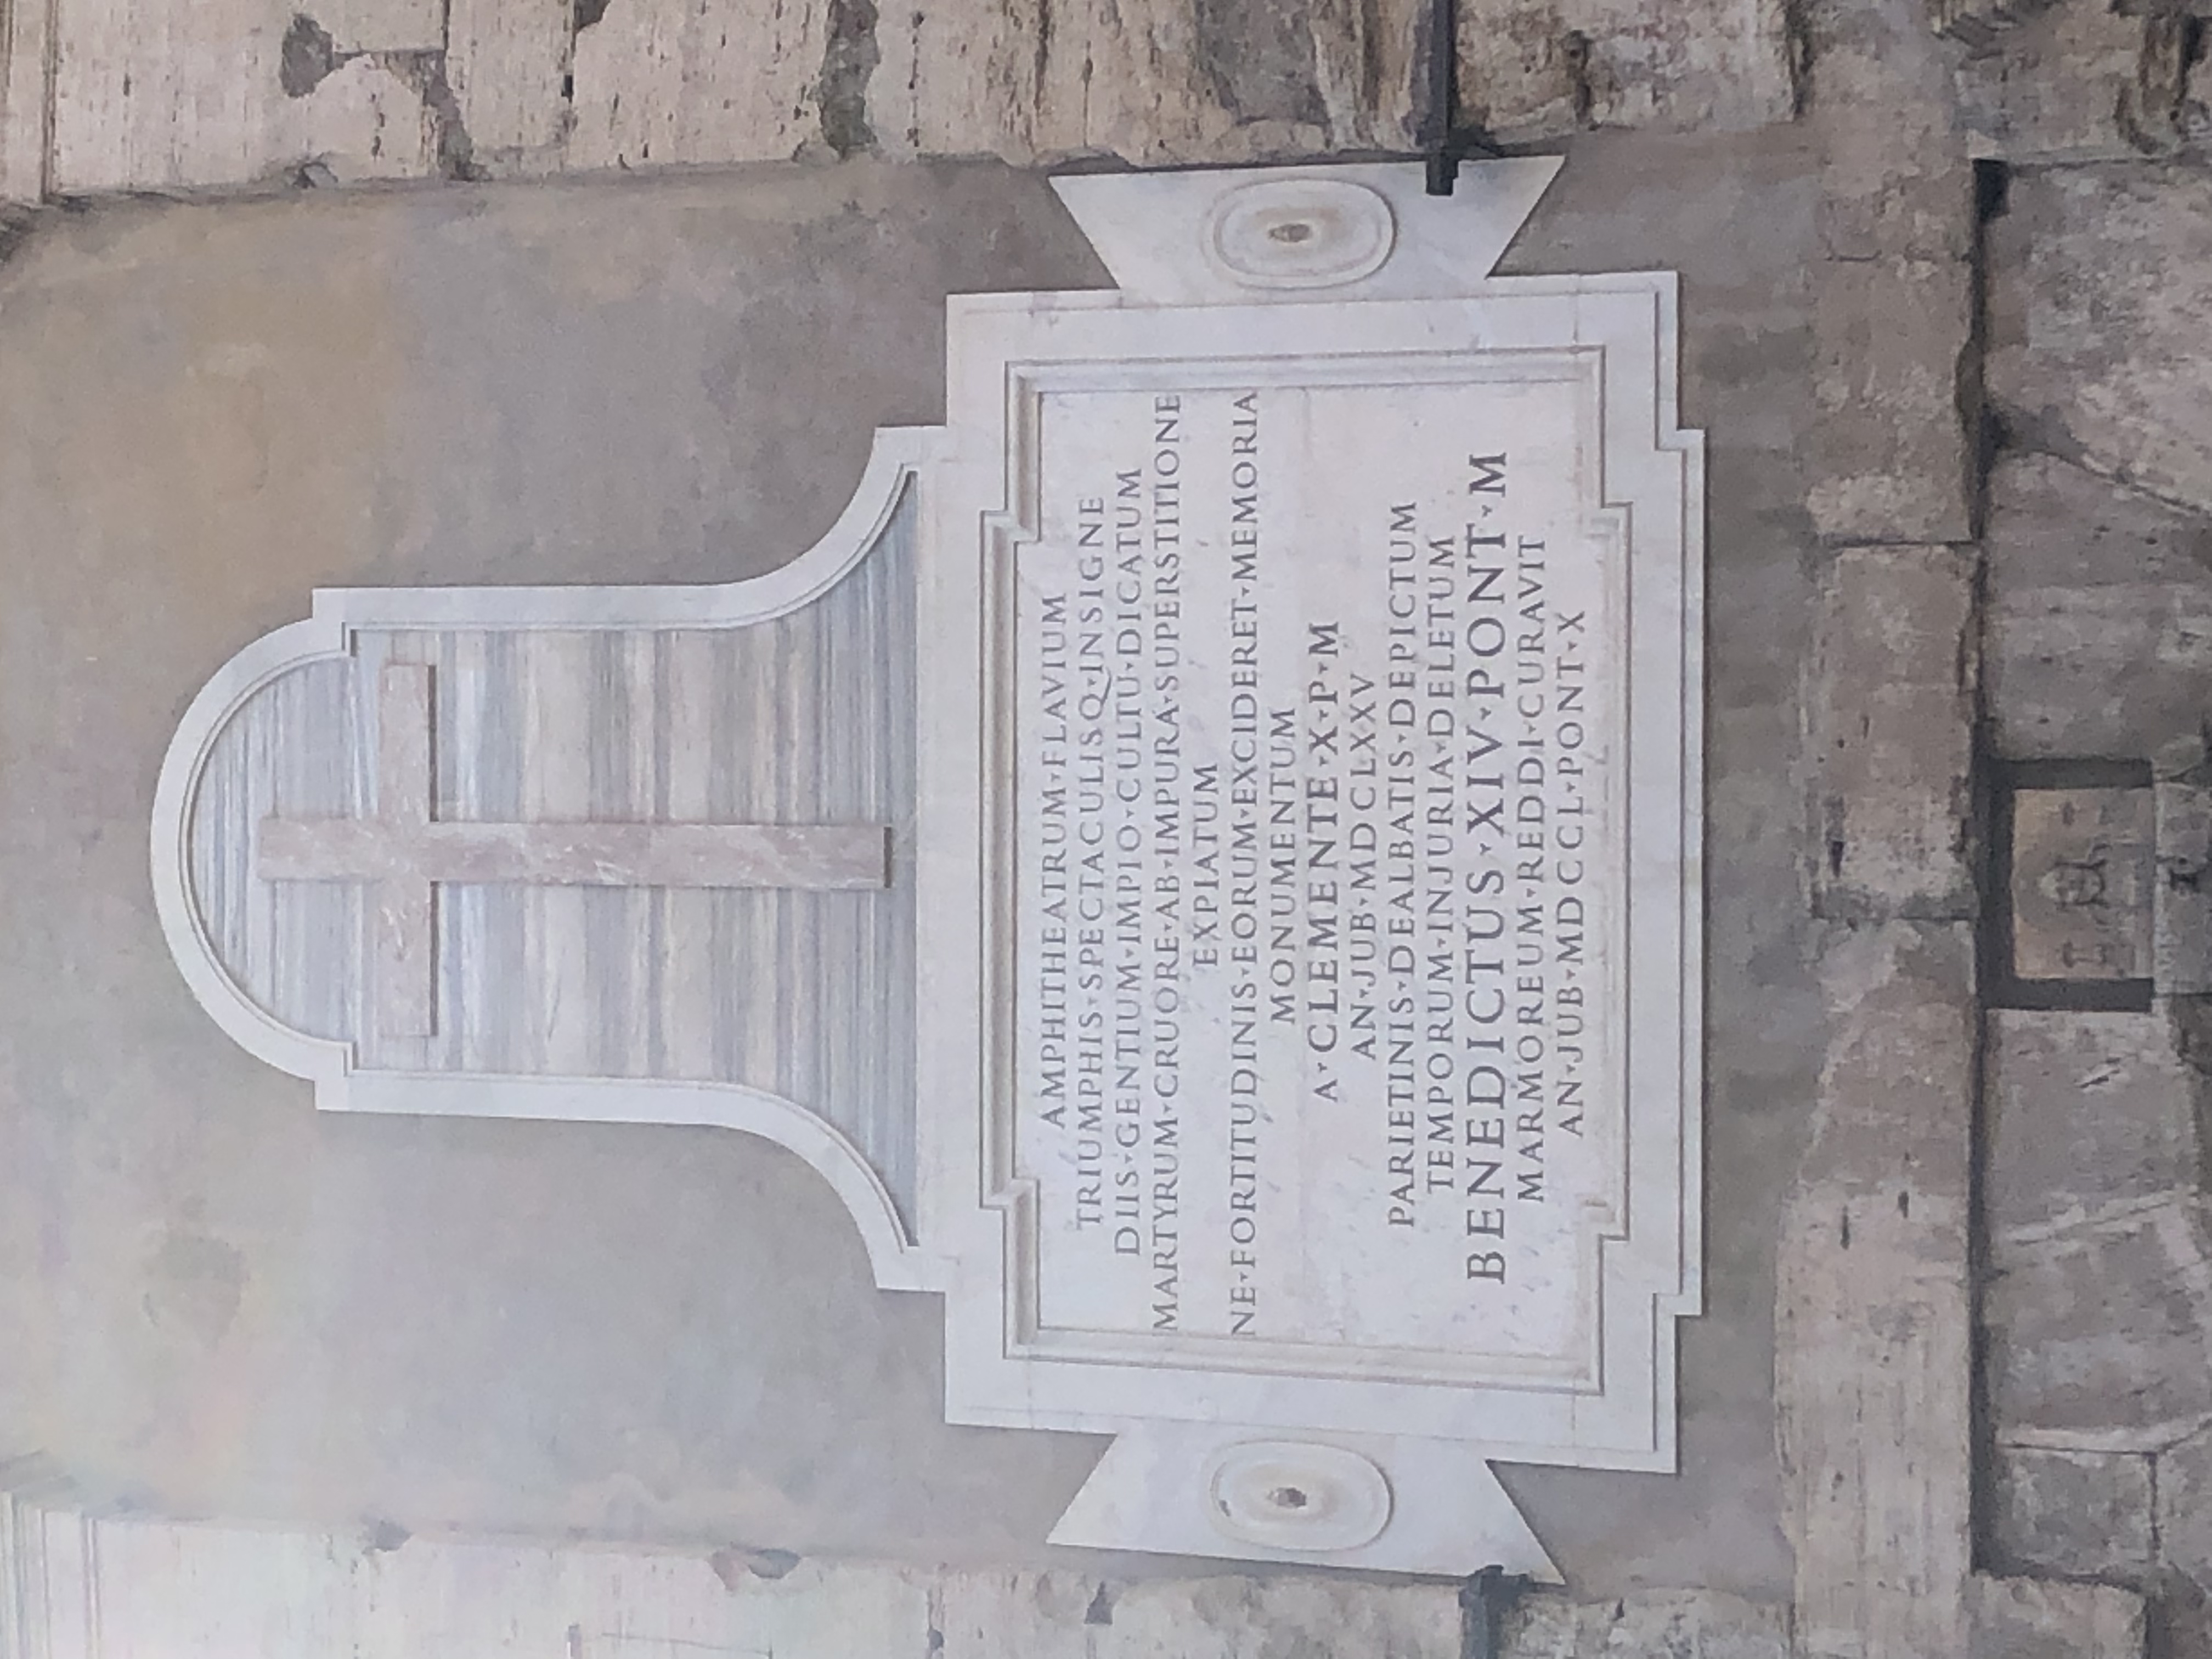 AMPHITHEATRUM▾FLAVIUM
TRIUMPHIS▾SPECTACULISQ▾INSIGNE
DIIS▾GENTIUM▾IMPIO▾CULTU▾DICATUM
MARTYRUM▾CRUORE▾AB▾IMPURA▾SUPERSTITIONE
EXPIATUM
NE▾FORTITUDINIS▾EORUM▾EXCIDERET▾MEMORIA
MONUMENTUM
A▾CLEMENTE▾X▾P▾M
AN▾JUB▾MDCLXXV
PARIETINIS▾DEALBATIS▾DEPICTUM
TEMPORUM▾INJURIA▾DELETUM
BENEDICTUS▾XIV▾PONT▾M
MARMOREUM▾REDDI▾CURAVIT
AN▾JUB▾MDCCL▾PONT▾X